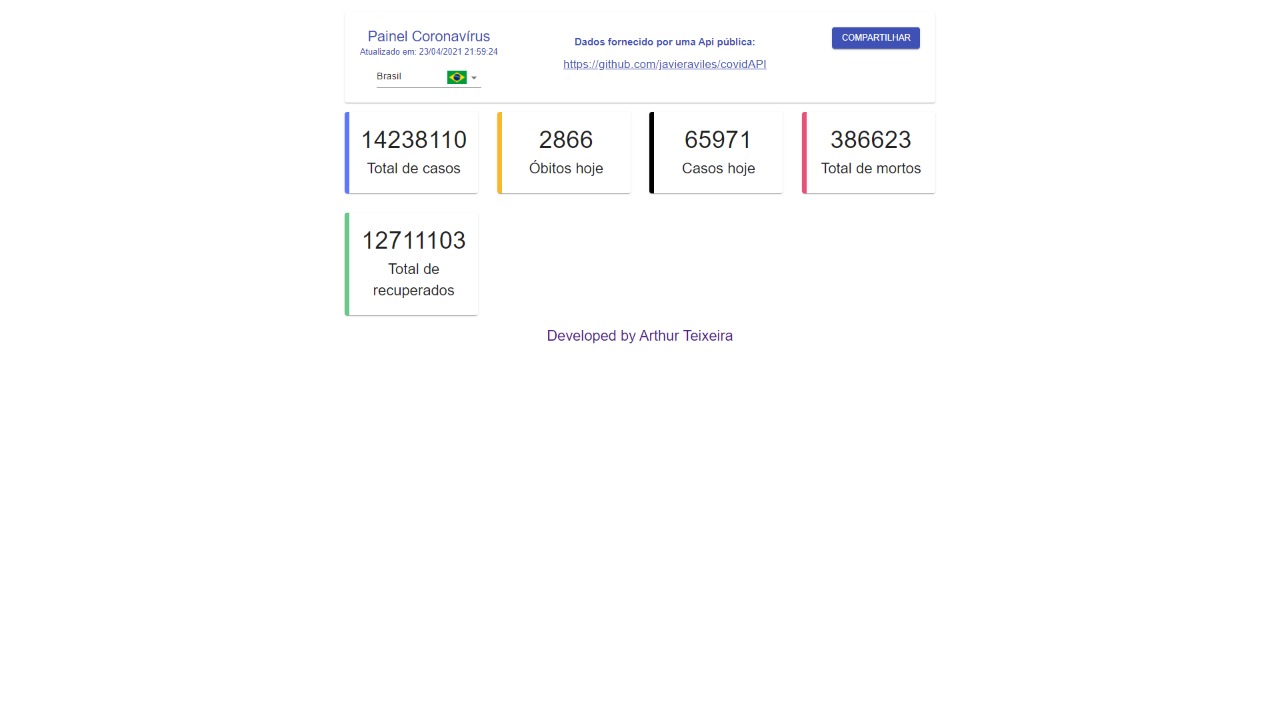 Painel Coronavírus
Atualizado em: 23/04/2021 21:59:24
Brasil
Dados fornecido por uma Api pública:
https://github.com/javieraviles/covidAPI
COMPARTILHAR
14238110
Total de casos
2866
Óbitos hoje
65971
Casos hoje
386623
Total de mortos
12711103
Total de
recuperados
Developed by Arthur Teixeira